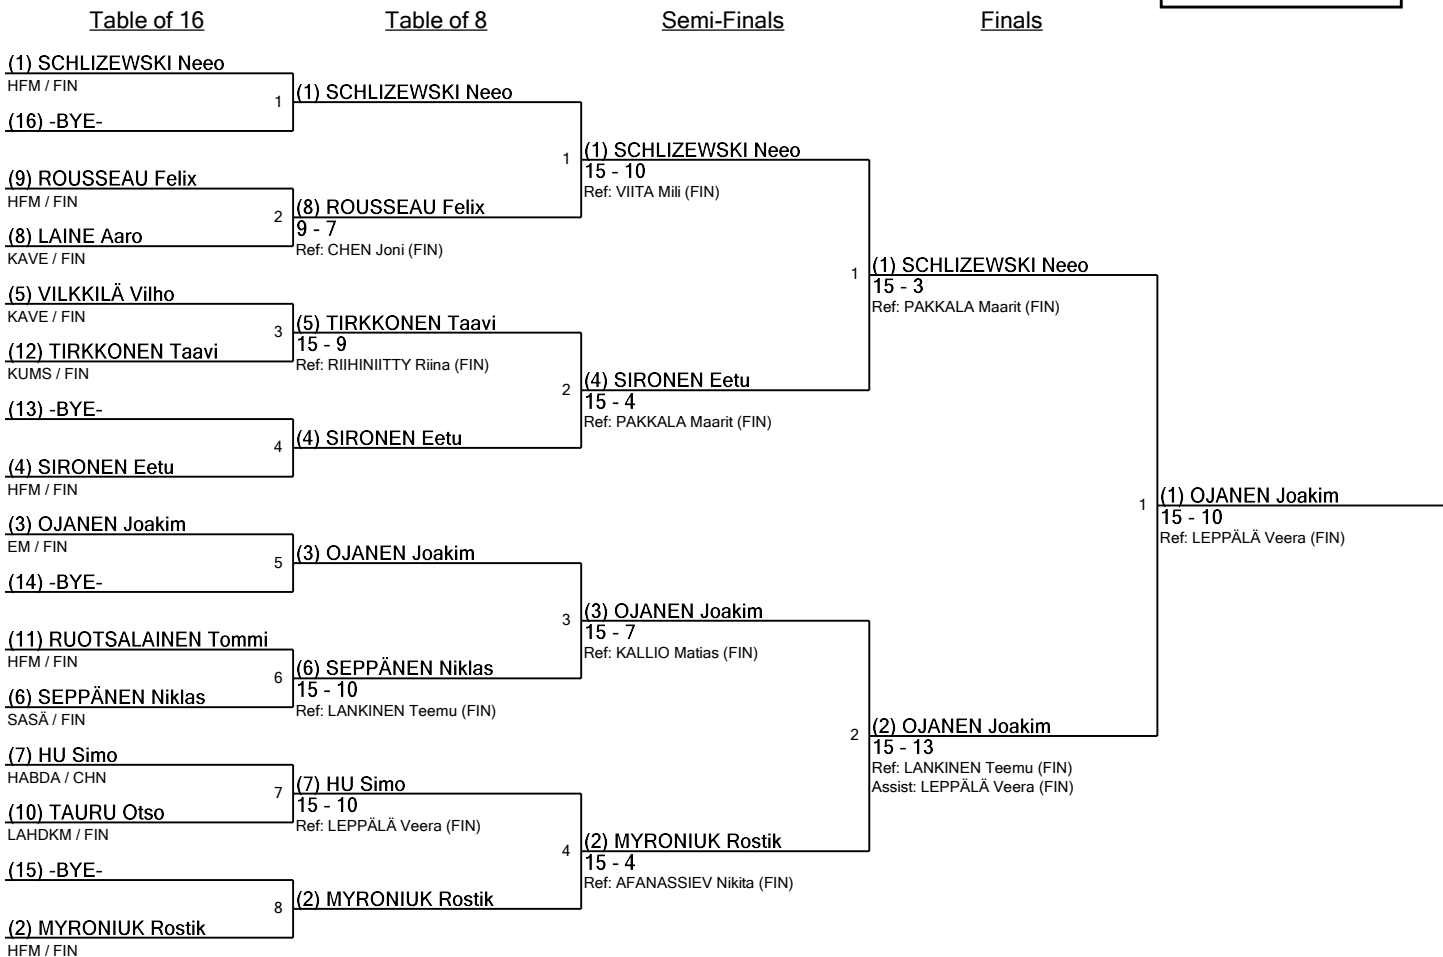 Table of 16
Table of 8
Semi-Finals
Finals
(1) SCHLIZEWSKI Neeo
HFM / FIN
(16) -BYE-
(9) ROUSSEAU Felix
HFM / FIN
(8) LAINE Aaro
KAVE / FIN
(5) VILKKILÄ Vilho
KAVE / FIN
(12) TIRKKONEN Taavi
KUMS / FIN
(13) -BYE-
(4) SIRONEN Eetu
HFM / FIN
(3) OJANEN Joakim
EM / FIN
(14) -BYE-
(11) RUOTSALAINEN Tommi
HFM / FIN
(6) SEPPÄNEN Niklas
SASÄ / FIN
(7) HU Simo
HABDA / CHN
(10) TAURU Otso
LAHDKM / FIN
(15) -BYE-
(2) MYRONIUK Rostik
HFM / FIN
1
(1) SCHLIZEWSKI Neeo
2
(8) ROUSSEAU Felix
9 - 7
Ref: CHEN Joni (FIN)
3
(5) TIRKKONEN Taavi
15 - 9
Ref: RIIHINIITTY Riina (FIN)
4
(4) SIRONEN Eetu
5
(3) OJANEN Joakim
6
(6) SEPPÄNEN Niklas
15 - 10
Ref: LANKINEN Teemu (FIN)
7
(7) HU Simo
15 - 10
Ref: LEPPÄLÄ Veera (FIN)
8
(2) MYRONIUK Rostik
1
(1) SCHLIZEWSKI Neeo
15 - 10
Ref: VIITA Mili (FIN)
2
(4) SIRONEN Eetu
15 - 4
Ref: PAKKALA Maarit (FIN)
3
(3) OJANEN Joakim
15 - 7
Ref: KALLIO Matias (FIN)
4
(2) MYRONIUK Rostik
15 - 4
Ref: AFANASSIEV Nikita (FIN)
1
(1) SCHLIZEWSKI Neeo
15 - 3
Ref: PAKKALA Maarit (FIN)
2
(2) OJANEN Joakim
15 - 13
Ref: LANKINEN Teemu (FIN)
Assist: LEPPÄLÄ Veera (FIN)
1
(1) OJANEN Joakim
15 - 10
Ref: LEPPÄLÄ Veera (FIN)